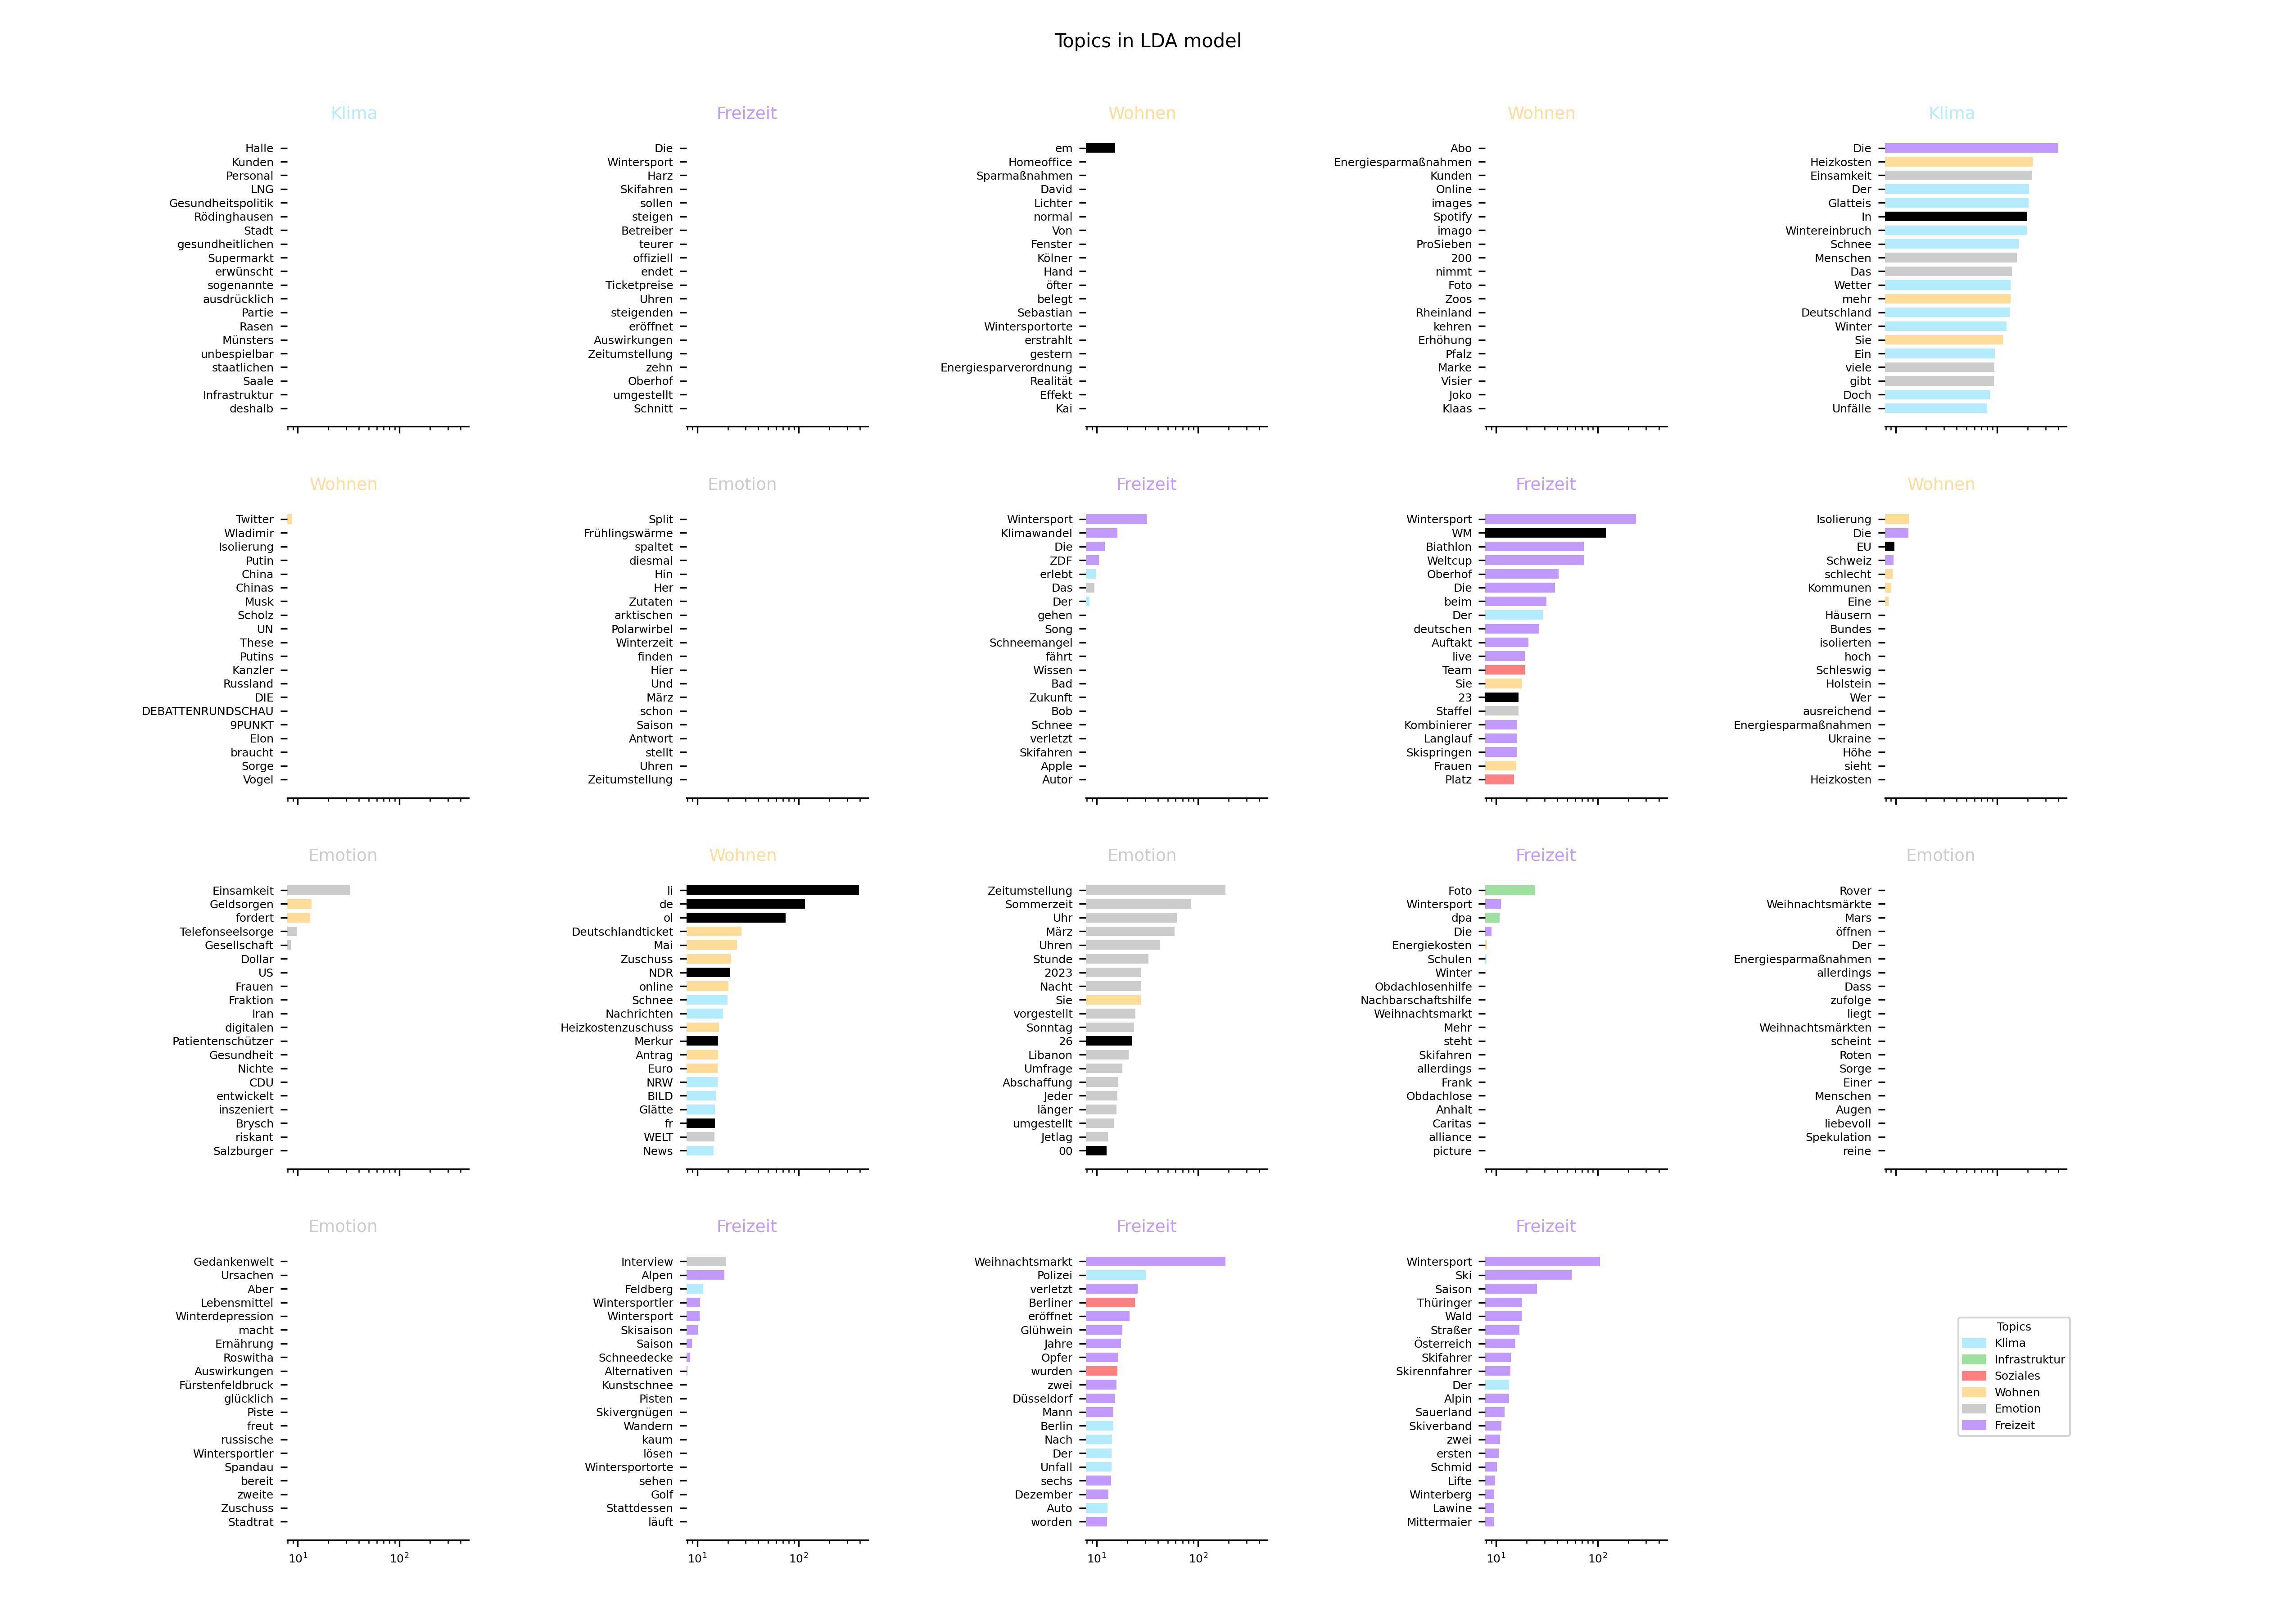 Topics in LDA model
Klima
Halle
Kunden
Personal
LNG
Gesundheitspolitik
Rödinghausen
Stadt
gesundheitlichen
Supermarkt
erwünscht
sogenannte
ausdrücklich
Partie
Rasen
Münsters
unbespielbar
staatlichen
Saale
Infrastruktur
deshalb
Freizeit
Die
Wintersport
Harz
Skifahren
sollen
steigen
Betreiber
teurer
offiziell
endet
Ticketpreise
Uhren
steigenden
eröffnet
Auswirkungen
Zeitumstellung
zehn
Oberhof
umgestellt
Schnitt
Wohnen
em
Homeoffice
Sparmaßnahmen
David
Lichter
normal
Von
Fenster
Kölner
Hand
öfter
belegt
Sebastian
Wintersportorte
erstrahlt
gestern
Energiesparverordnung
Realität
Effekt
Kai
Wohnen
Abo
Energiesparmaßnahmen
Kunden
Online
images
Spotify
imago
ProSieben
200
nimmt
Foto
Zoos
Rheinland
kehren
Erhöhung
Pfalz
Marke
Visier
Joko
Klaas
Klima
Die
Heizkosten
Einsamkeit
Der
Glatteis
In
Wintereinbruch
Schnee
Menschen
Das
Wetter
mehr
Deutschland
Winter
Sie
Ein
viele
gibt
Doch
Unfälle
Wohnen
Twitter
Wladimir
Isolierung
Putin
China
Chinas
Musk
Scholz
UN
These
Putins
Kanzler
Russland
DIE
DEBATTENRUNDSCHAU
9PUNKT
Elon
braucht
Sorge
Vogel
Emotion
Split
Frühlingswärme
spaltet
diesmal
Hin
Her
Zutaten
arktischen
Polarwirbel
Winterzeit
finden
Hier
Und
März
schon
Saison
Antwort
stellt
Uhren
Zeitumstellung
Freizeit
Wintersport
Klimawandel
Die
ZDF
erlebt
Das
Der
gehen
Song
Schneemangel
fährt
Wissen
Bad
Zukunft
Bob
Schnee
verletzt
Skifahren
Apple
Autor
Freizeit
Wintersport
WM
Biathlon
Weltcup
Oberhof
Die
beim
Der
deutschen
Auftakt
live
Team
Sie
23
Staffel
Kombinierer
Langlauf
Skispringen
Frauen
Platz
Wohnen
Isolierung
Die
EU
Schweiz
schlecht
Kommunen
Eine
Häusern
Bundes
isolierten
hoch
Schleswig
Holstein
Wer
ausreichend
Energiesparmaßnahmen
Ukraine
Höhe
sieht
Heizkosten
Emotion
Einsamkeit
Geldsorgen
fordert
Telefonseelsorge
Gesellschaft
Dollar
US
Frauen
Fraktion
Iran
digitalen
Patientenschützer
Gesundheit
Nichte
CDU
entwickelt
inszeniert
Brysch
riskant
Salzburger
Wohnen
li
de
ol
Deutschlandticket
Mai
Zuschuss
NDR
online
Schnee
Nachrichten
Heizkostenzuschuss
Merkur
Antrag
Euro
NRW
BILD
Glätte
fr
WELT
News
Emotion
Zeitumstellung
Sommerzeit
Uhr
März
Uhren
Stunde
2023
Nacht
Sie
vorgestellt
Sonntag
26
Libanon
Umfrage
Abschaffung
Jeder
länger
umgestellt
Jetlag
00
Freizeit
Foto
Wintersport
dpa
Die
Energiekosten
Schulen
Winter
Obdachlosenhilfe
Nachbarschaftshilfe
Weihnachtsmarkt
Mehr
steht
Skifahren
allerdings
Frank
Obdachlose
Anhalt
Caritas
alliance
picture
Emotion
Rover
Weihnachtsmärkte
Mars
öffnen
Der
Energiesparmaßnahmen
allerdings
Dass
zufolge
liegt
Weihnachtsmärkten
scheint
Roten
Sorge
Einer
Menschen
Augen
liebevoll
Spekulation
reine
Emotion
Gedankenwelt
Ursachen
Aber
Lebensmittel
Winterdepression
macht
Ernährung
Roswitha
Auswirkungen
Fürstenfeldbruck
glücklich
Piste
freut
russische
Wintersportler
Spandau
bereit
zweite
Zuschuss
Stadtrat
10¹ 10²
Freizeit
Interview
Alpen
Feldberg
Wintersportler
Wintersport
Skisaison
Saison
Schneedecke
Alternativen
Kunstschnee
Pisten
Skivergnügen
Wandern
kaum
lösen
Wintersportorte
sehen
Golf
Stattdessen
läuft
10¹ 10²
Freizeit
Weihnachtsmarkt
Polizei
verletzt
Berliner
eröffnet
Glühwein
Jahre
Opfer
wurden
zwei
Düsseldorf
Mann
Berlin
Nach
Der
Unfall
sechs
Dezember
Auto
worden
10¹ 10²
Freizeit
Wintersport
Ski
Saison
Thüringer
Wald
Straßer
Österreich
Skifahrer
Skirennfahrer
Der
Alpin
Sauerland
Skiverband
zwei
ersten
Schmid
Lifte
Winterberg
Lawine
Mittermaier
10¹ 10²
Topics
Klima
Infrastruktur
Soziales
Wohnen
Emotion
Freizeit